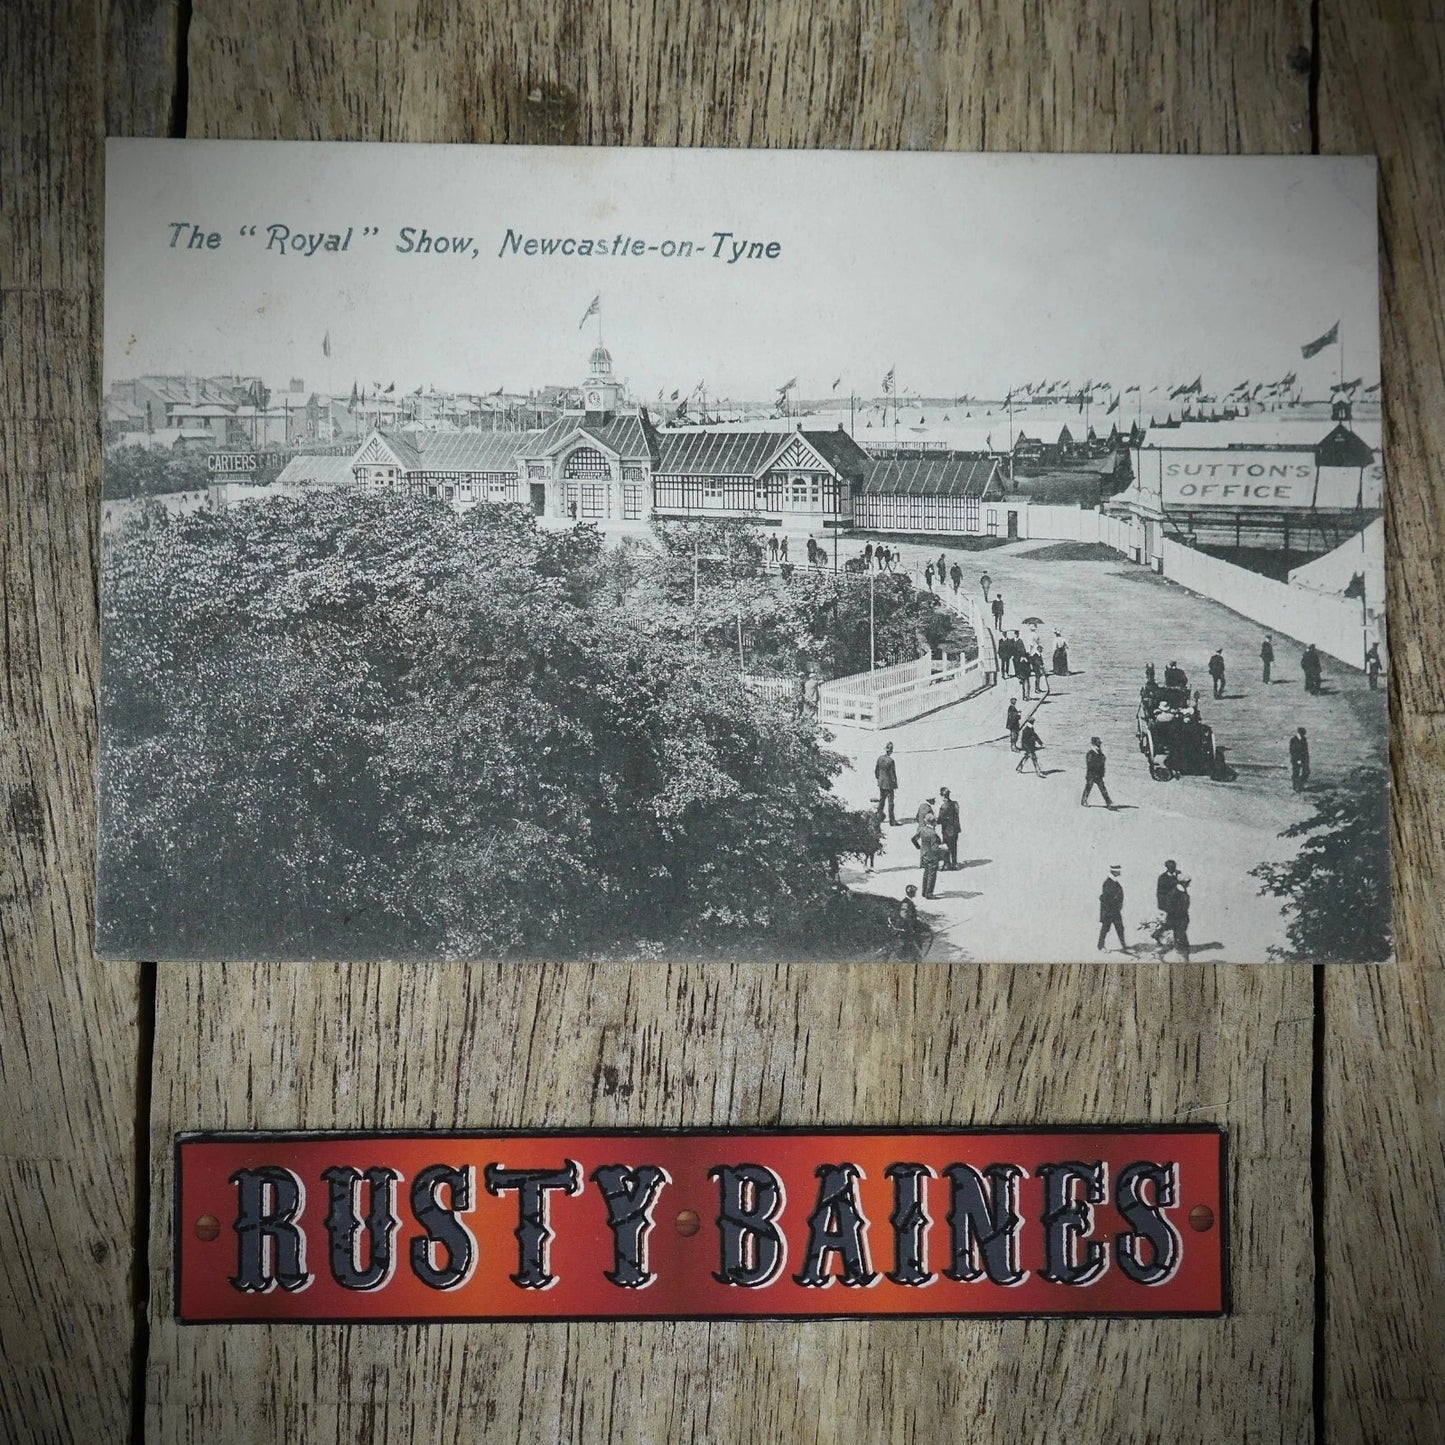 The "Royal" Show, Newcastle-on-Tyne
CARTERS
SUTTON'S
OFFICE
RUSTY BAINES